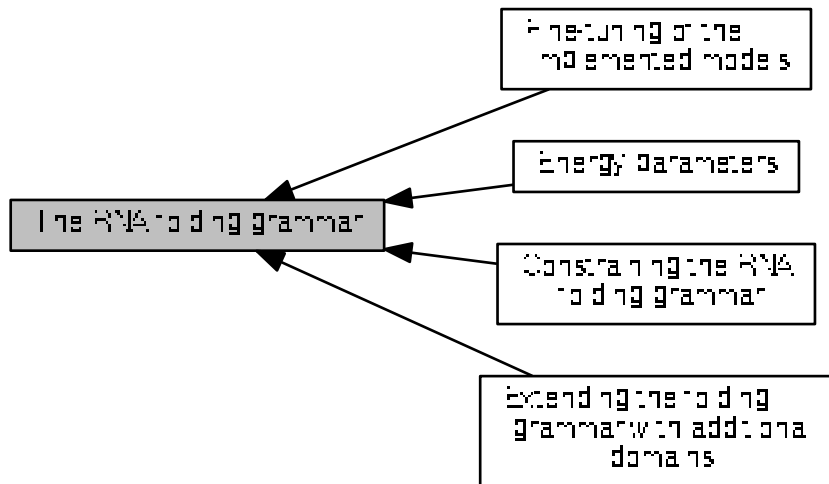 Fine-tuning of the
implemented models
Energy parameters
The RNA folding grammar
Constraining the RNA
folding grammar
Extending the folding
grammar with additional
domains